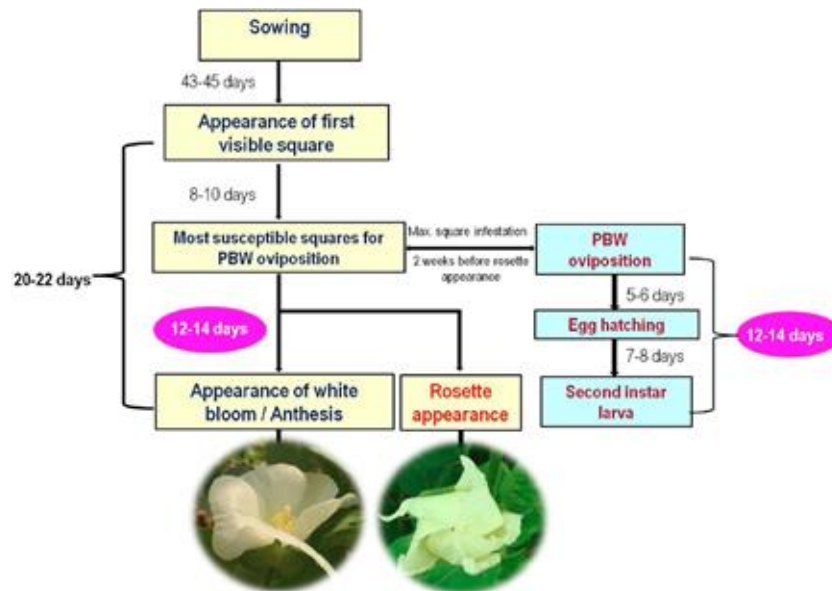 Sowing
43-45 days
Appearance of first
visible square
8-10 days
Most susceptible squares for
PBW oviposition
Max. square infestation
2 weeks before rosette
appearance
PBW
oviposition
20-22 days
5-6 days
12-14 days
Egg hatching
12-14 days
7-8 days
Appearance of white
bloom / Anthesis
Rosette
appearance
Second instar
larva